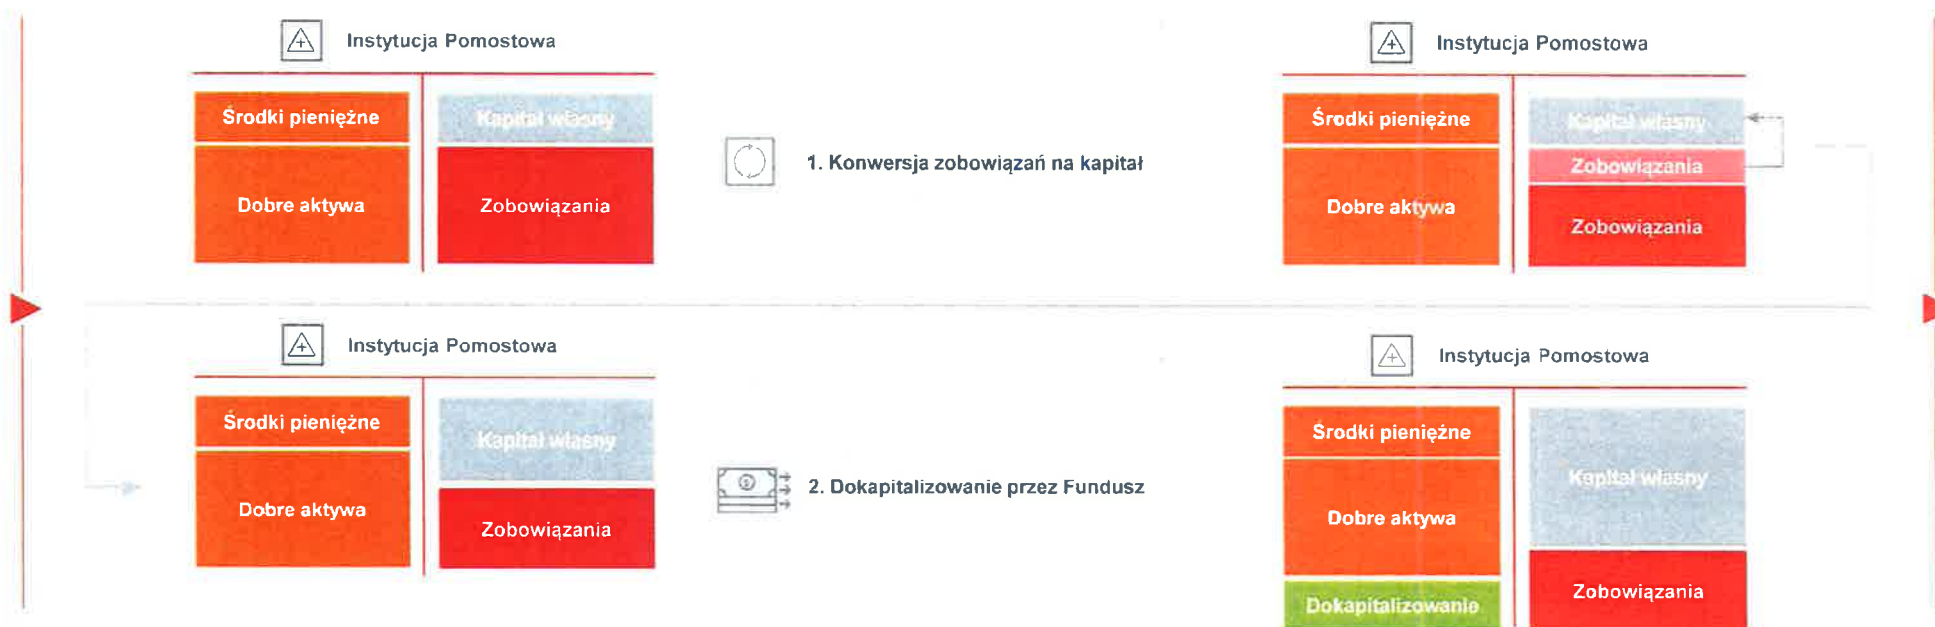 Instytucja Pomostowa
Środki pieniężne
Kapitał własny
Dobre aktywa
Zobowiązania
1. Konwersja zobowiązań na kapitał
Instytucja Pomostowa
Środki pieniężne
Kapitał własny
Zobowiązania
Dobre aktywa
Zobowiązania
Instytucja Pomostowa
Środki pieniężne
Kapitał własny
Dobre aktywa
Zobowiązania
2. Dokapitalizowanie przez Fundusz
Instytucja Pomostowa
Środki pieniężne
Kapitał własny
Dobre aktywa
Zobowiązania
Dokapitalizowanie